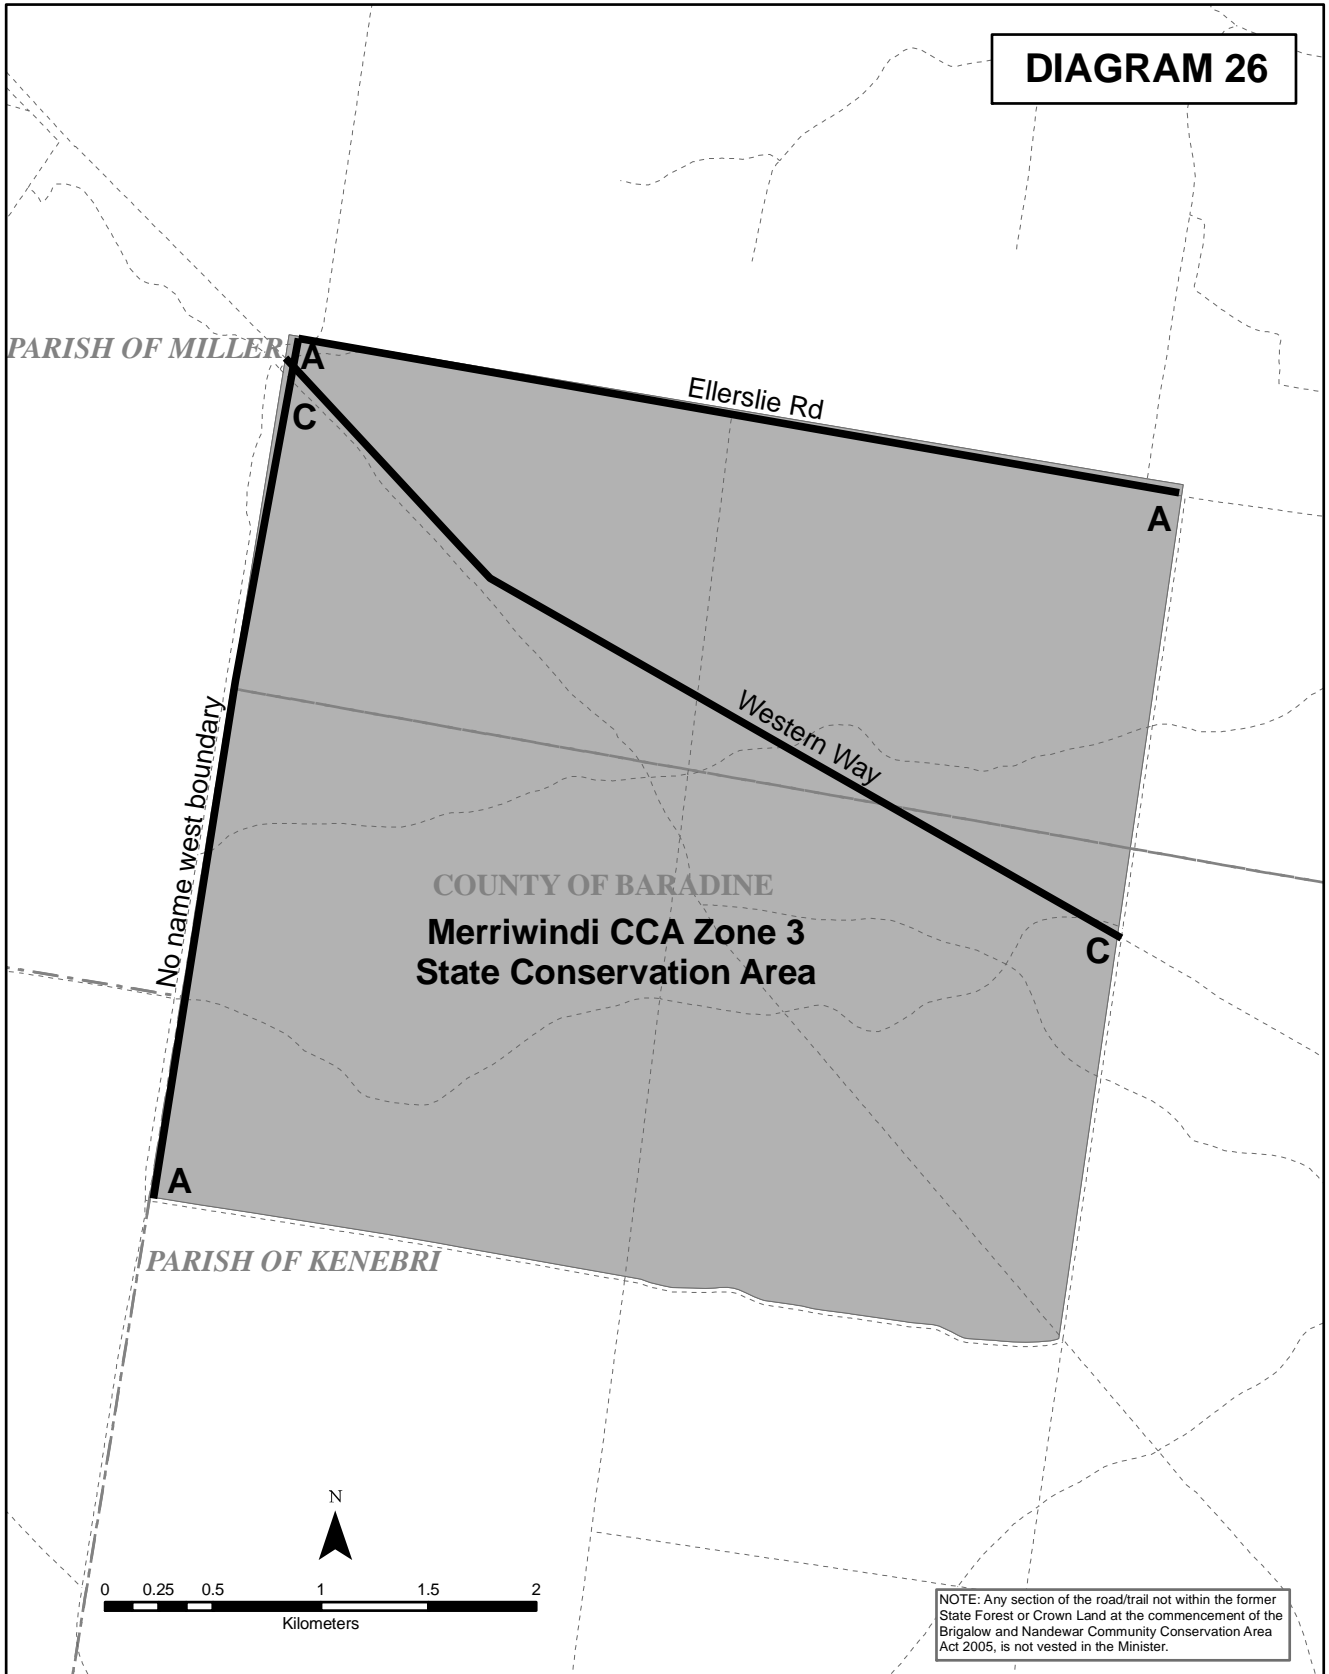 DIAGRAM 26
PARISH OF MILLER
A
C
Ellerslie Rd
A
Western Way
No name west boundary
COUNTY OF BARADINE
Merriwindi CCA Zone 3
State Conservation Area
C
A
PARISH OF KENEBRI
N
0 0.25 0.5 1 1.5 2
Kilometers
NOTE: Any section of the road/trail not within the former
State Forest or Crown Land at the commencement of the
Brigalow and Nandewar Community Conservation Area
Act 2005, is not vested in the Minister.